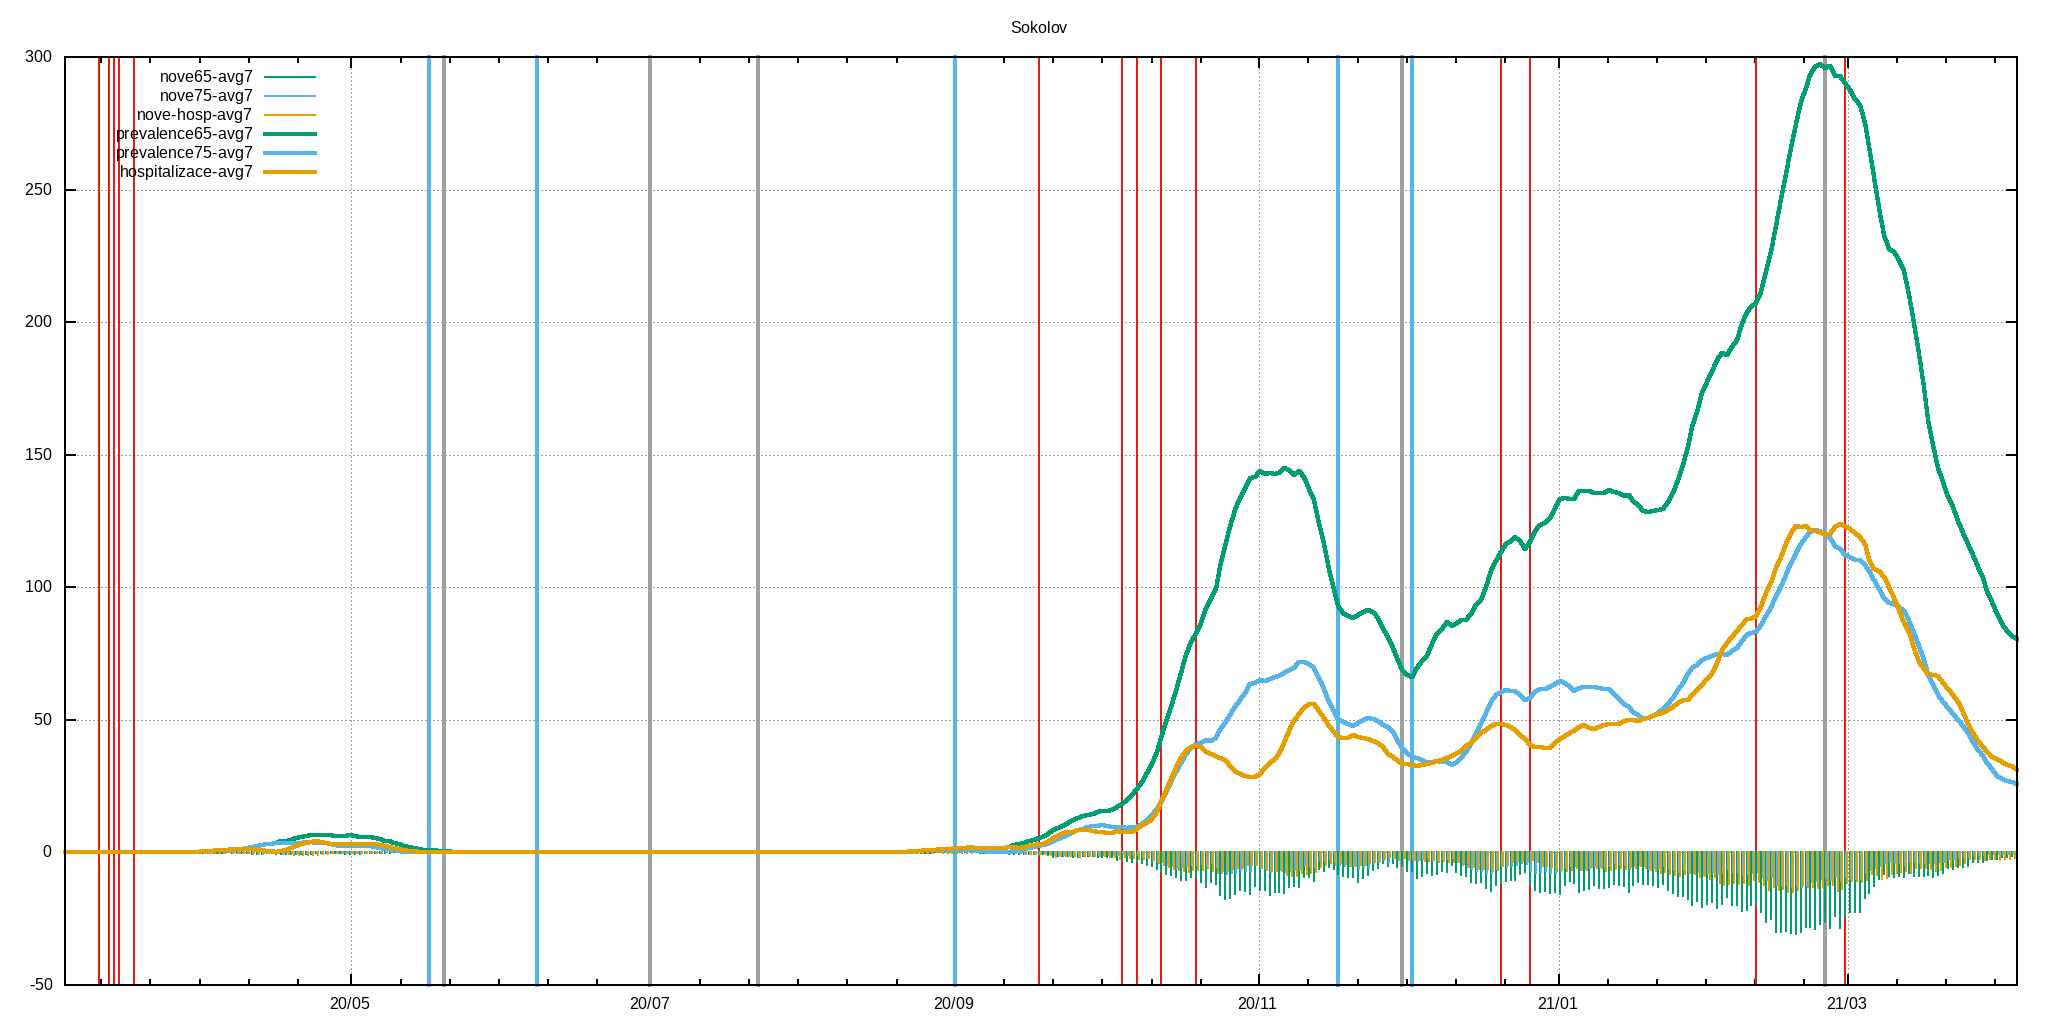 Sokolov
300
nove65-avg7
nove75-avg7
nove-hosp-avg7
prevalence65-avg7
prevalence75-avg7
hospitalizace-avg7
250
200
150
100
50
0
-50
20/05 20/07 20/09 20/11 21/01 21/03